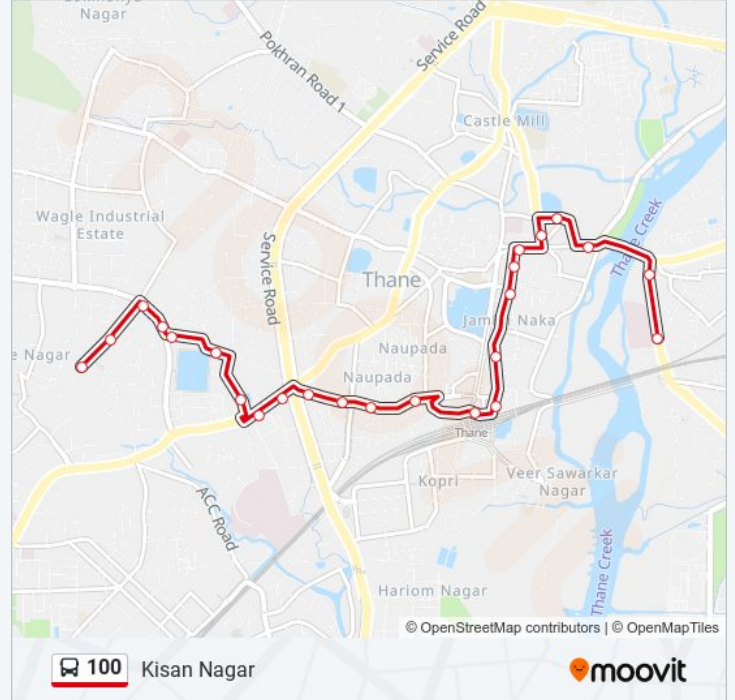 Nagar
Service Road
Pokhran Road 1
Castle Mill
Wagle Industrial
Estate
Service Road
Thane Creek
Thane
Naka
e Nagar
Naupada
Naupada
Thane
Kopri
Veer Sawarkar
Nagar
ACC Road
Thane Creek
Hariom Nagar
© OpenStreetMap contributors | © OpenMapTiles
100 Kisan Nagar
moovit